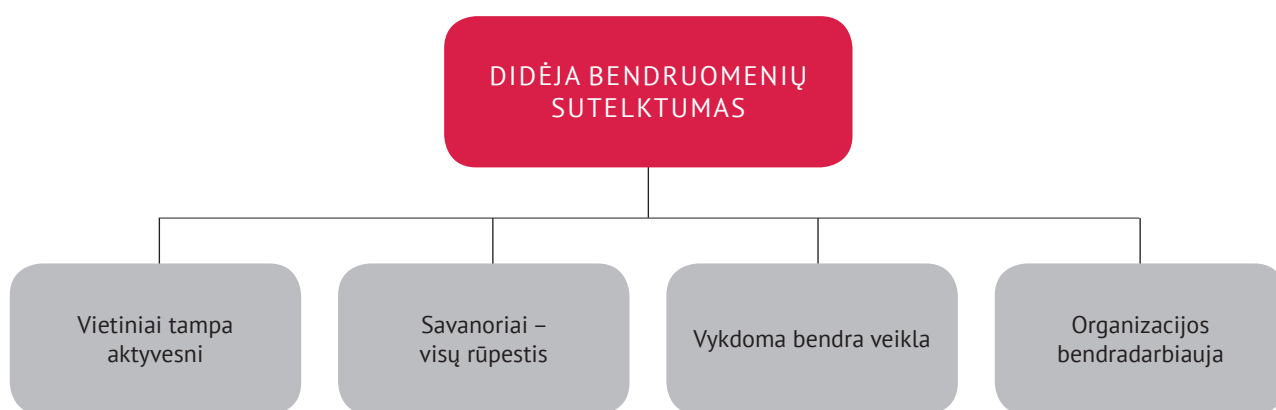 DIDĖJA BENDRUOMENIŲ
SUTELKTUMAS
Vietiniai tampa
aktyvesni
Savanoriai –
visų rūpestis
Vykdoma bendra veikla
Organizacijos
bendradarbiauja